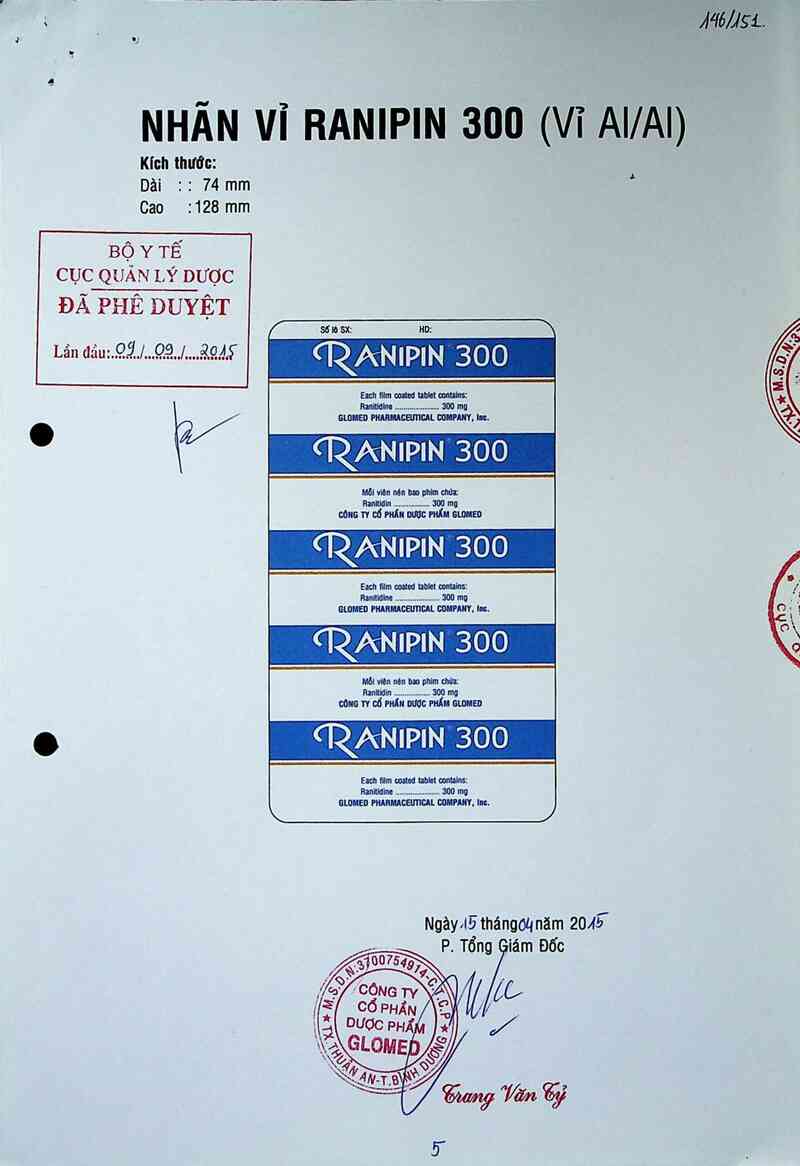 146/151.
NHÃN VỈ RANIPIN 300 (Vỉ Al/Al)
Kích thước:
Dài : : 74 mm
Cao :128 mm
BỘ Y TẾ
CỤC QUẢN LÝ DƯỢC
ĐÃ PHÊ DUYỆT
Lần đầu:.09./..09../...2015
Số lô SX: HD:
RANIPIN 300
Each film coated tablet contains:
Ranitidine .................... 300 mg
GLOMED PHARMACEUTICAL COMPANY, Inc.
RANIPIN 300
Mỗi viên nén bao phim chứa:
Ranitidin ................ 300 mg
CÔNG TY CỔ PHẦN DƯỢC PHẨM GLOMED
RANIPIN 300
Each film coated tablet contains:
Ranitidine .................... 300 mg
GLOMED PHARMACEUTICAL COMPANY, Inc.
RANIPIN 300
Mỗi viên nén bao phim chứa:
Ranitidin ................ 300 mg
CÔNG TY CỔ PHẦN DƯỢC PHẨM GLOMED
RANIPIN 300
Each film coated tablet contains:
Ranitidine .................... 300 mg
GLOMED PHARMACEUTICAL COMPANY, Inc.
M.S.D.N:3
TX.T
CỤC
Ngày 15 tháng 04 năm 2015
P. Tổng Giám Đốc
M.S.D.N:3700754914-C.T.C.P
CÔNG TY
CỔ PHẦN
DƯỢC PHẨM
GLOMED
TX.THUẬN AN-T.BÌNH DƯƠNG
Trang Văn Tỷ
5